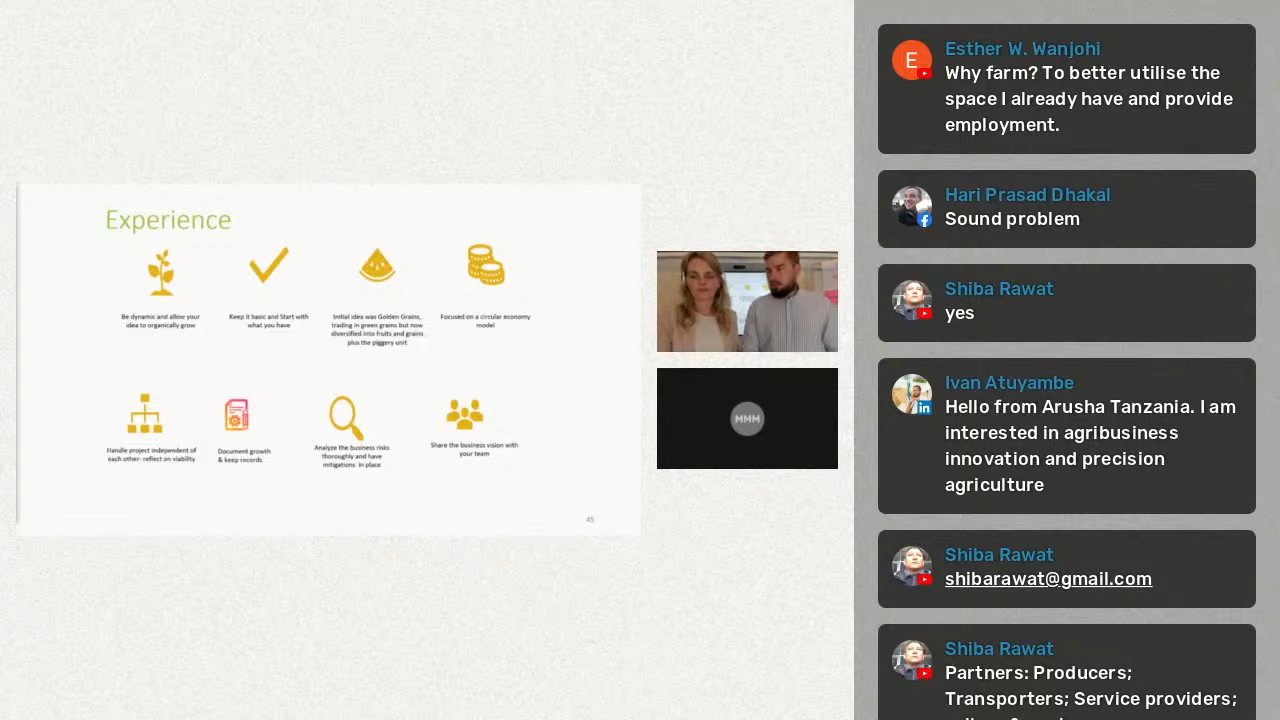 Experience
Be dynamic and allow your
idea to organically grow
Keep it basic and Start with
what you have
Initial idea was Golden Grains,
trading in green grams but now
diversified into fruits and grains
plus the piggery unit
Focused on a circular economy
model
Handle project independent of
each other- reflect on viability
Document growth
& keep records
Analyze the business risks
thoroughly and have
mitigations in place
Share the business vision with
your team
45
MMM
E
Esther W. Wanjohi
Why farm? To better utilise the
space I already have and provide
employment.
Hari Prasad Dhakal
Sound problem
Shiba Rawat
yes
Ivan Atuyambe
Hello from Arusha Tanzania. I am
interested in agribusiness
innovation and precision
agriculture
Shiba Rawat
shibarawat@gmail.com
Shiba Rawat
Partners: Producers;
Transporters; Service providers;